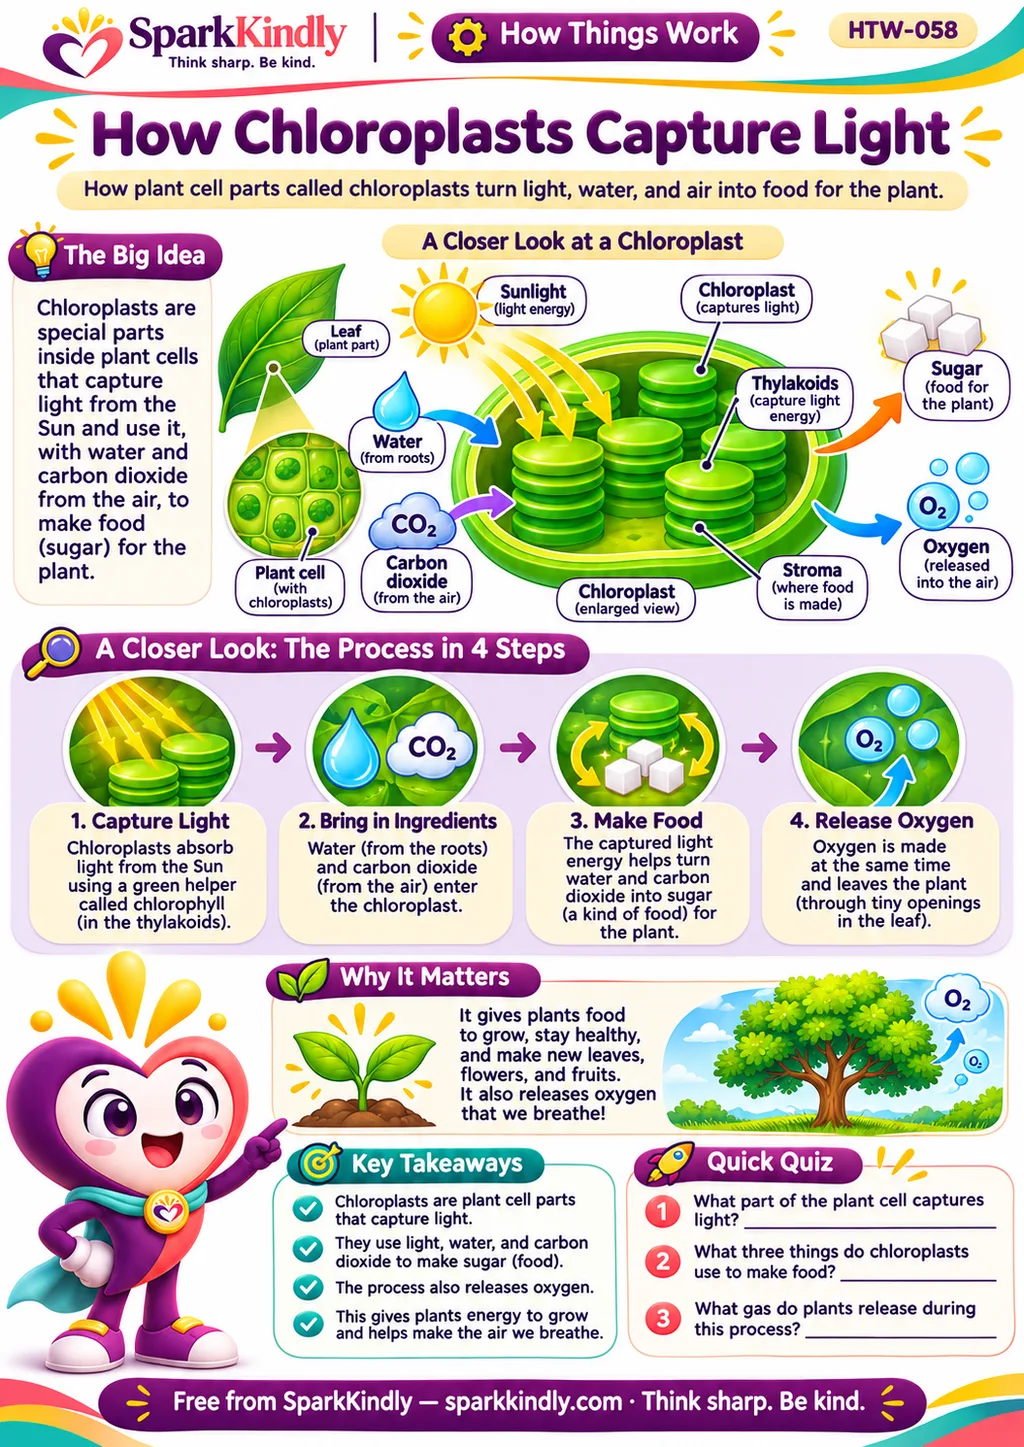 SparkKindly
Think sharp. Be kind.
How Things Work
HTW-058
How Chloroplasts Capture Light
How plant cell parts called chloroplasts turn light, water, and air into food for the plant.
The Big Idea
Chloroplasts are
special parts
inside plant cells
that capture
light from the
Sun and use it,
with water and
carbon dioxide
from the air, to
make food
(sugar) for the
plant.
A Closer Look at a Chloroplast
Leaf
(plant part)
Sunlight
(light energy)
Chloroplast
(captures light)
Thylakoids
(capture light
energy)
Sugar
(food for
the plant)
Water
(from roots)
CO₂
Carbon
dioxide
(from the air)
Plant cell
(with
chloroplasts)
Chloroplast
(enlarged view)
Stroma
(where food
is made)
O₂
Oxygen
(released
into the air)
A Closer Look: The Process in 4 Steps
CO₂
O₂
1. Capture Light
Chloroplasts absorb
light from the Sun
using a green helper
called chlorophyll
(in the thylakoids).
2. Bring in Ingredients
Water (from the roots)
and carbon dioxide
(from the air) enter
the chloroplast.
3. Make Food
The captured light
energy helps turn
water and carbon
dioxide into sugar
(a kind of food) for
the plant.
4. Release Oxygen
Oxygen is made
at the same time
and leaves the plant
(through tiny openings
in the leaf).
Why It Matters
It gives plants food
to grow, stay healthy,
and make new leaves,
flowers, and fruits.
It also releases oxygen
that we breathe!
O₂
O₂
Key Takeaways
Chloroplasts are plant cell parts
that capture light.
They use light, water, and carbon
dioxide to make sugar (food).
The process also releases oxygen.
This gives plants energy to grow
and helps make the air we breathe.
Quick Quiz
1 What part of the plant cell captures
light?
2 What three things do chloroplasts
use to make food?
3 What gas do plants release during
this process?
Free from SparkKindly — sparkkindly.com · Think sharp. Be kind.